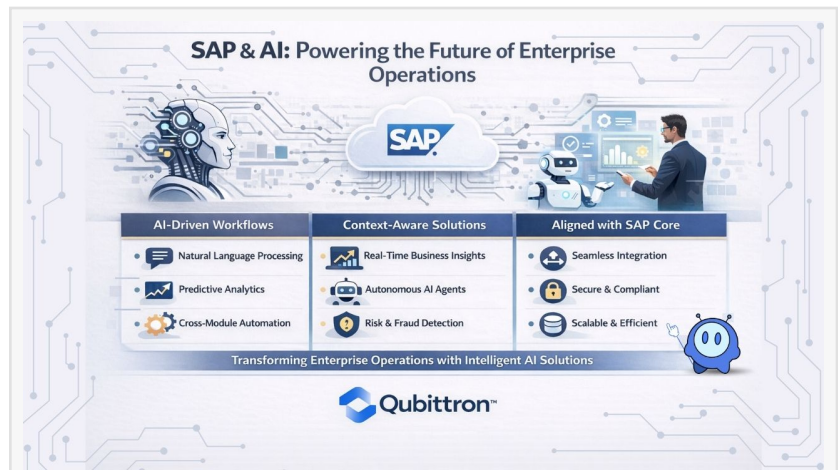 SAP & AI: Powering the Future of Enterprise
Operations
SAP
AI-Driven Workflows
Natural Language Processing
Predictive Analytics
Cross-Module Automation
Context-Aware Solutions
Real-Time Business Insights
Autonomous AI Agents
Risk & Fraud Detection
Aligned with SAP Core
Seamless Integration
Secure & Compliant
Scalable & Efficient
Transforming Enterprise Operations with Intelligent AI Solutions
Qubittron™